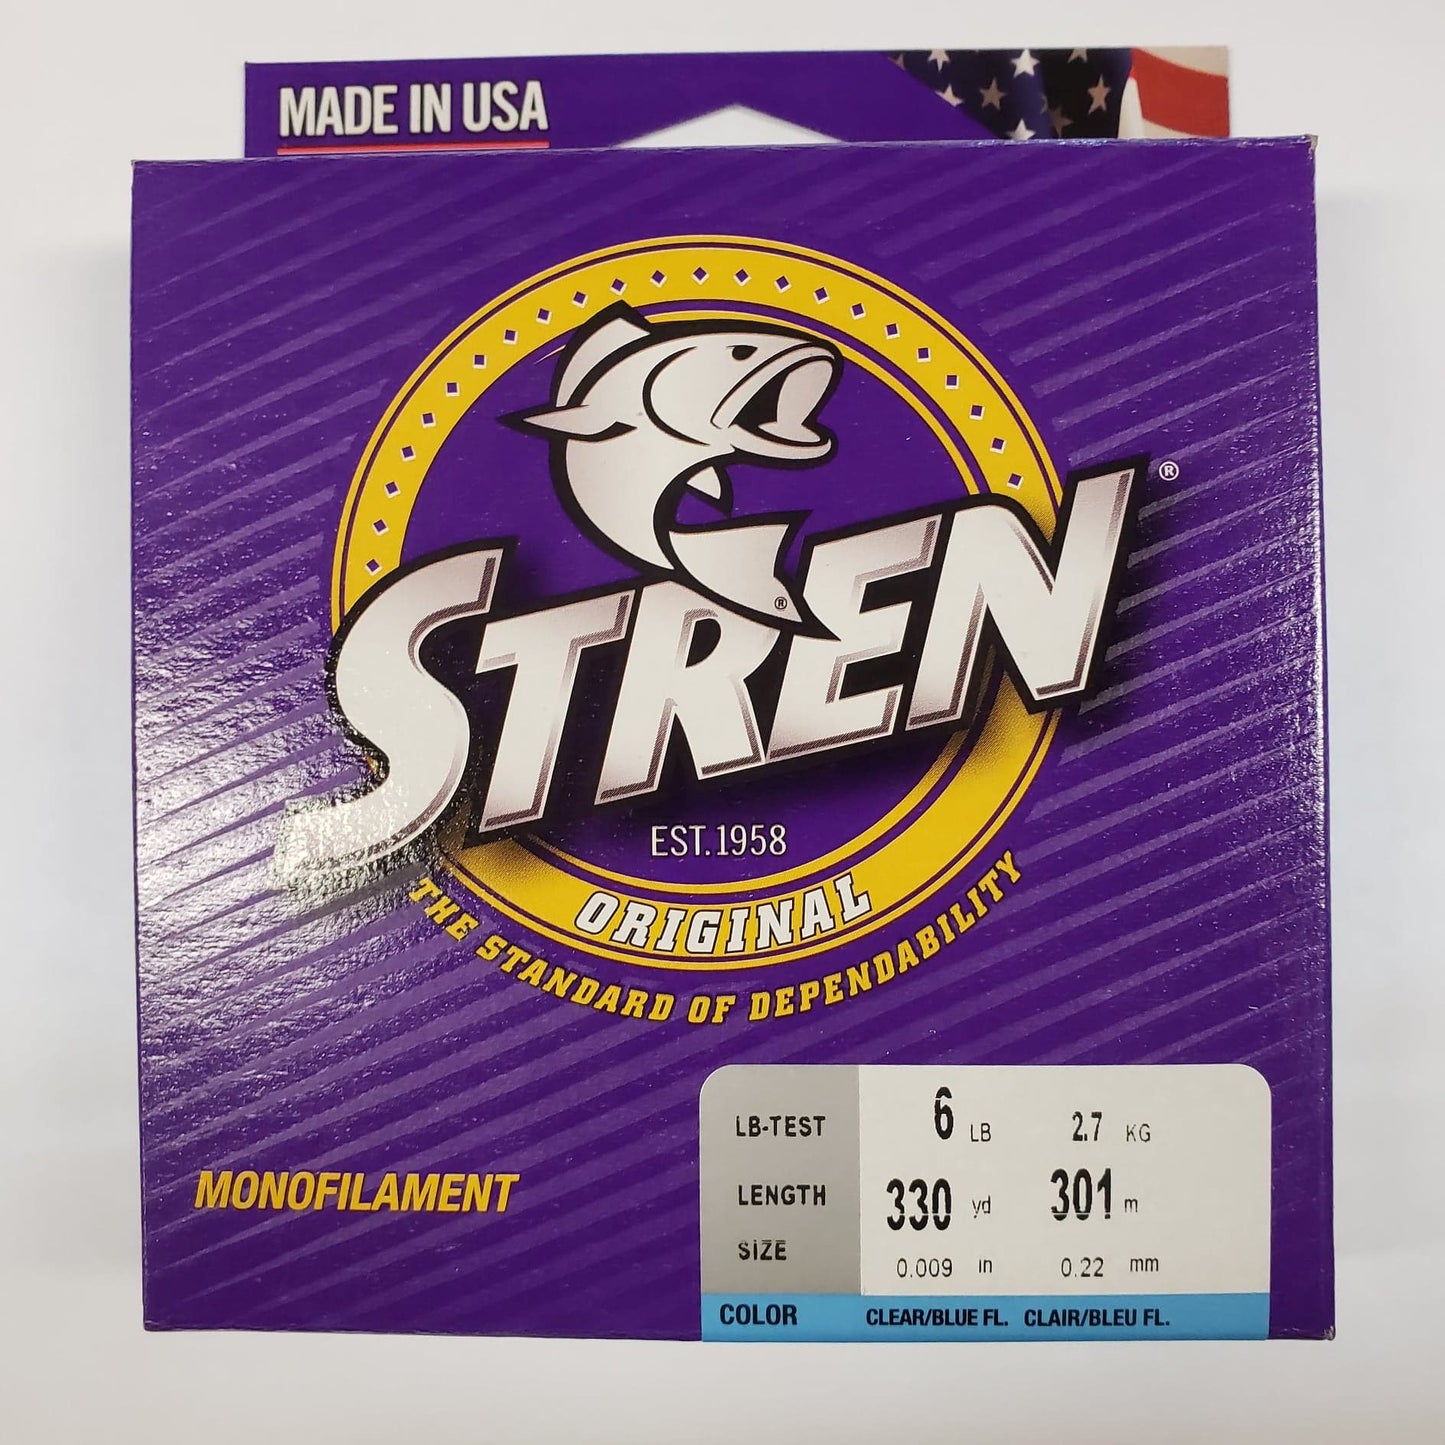 MADE IN USA
STREN®
®
EST. 1958
ORIGINAL
THE STANDARD OF DEPENDABILITY
MONOFILAMENT
LB-TEST 6 LB 2.7 KG
LENGTH 330 yd 301 m
SIZE 0.009 in 0.22 mm
COLOR CLEAR/BLUE FL. CLAIR/BLEU FL.